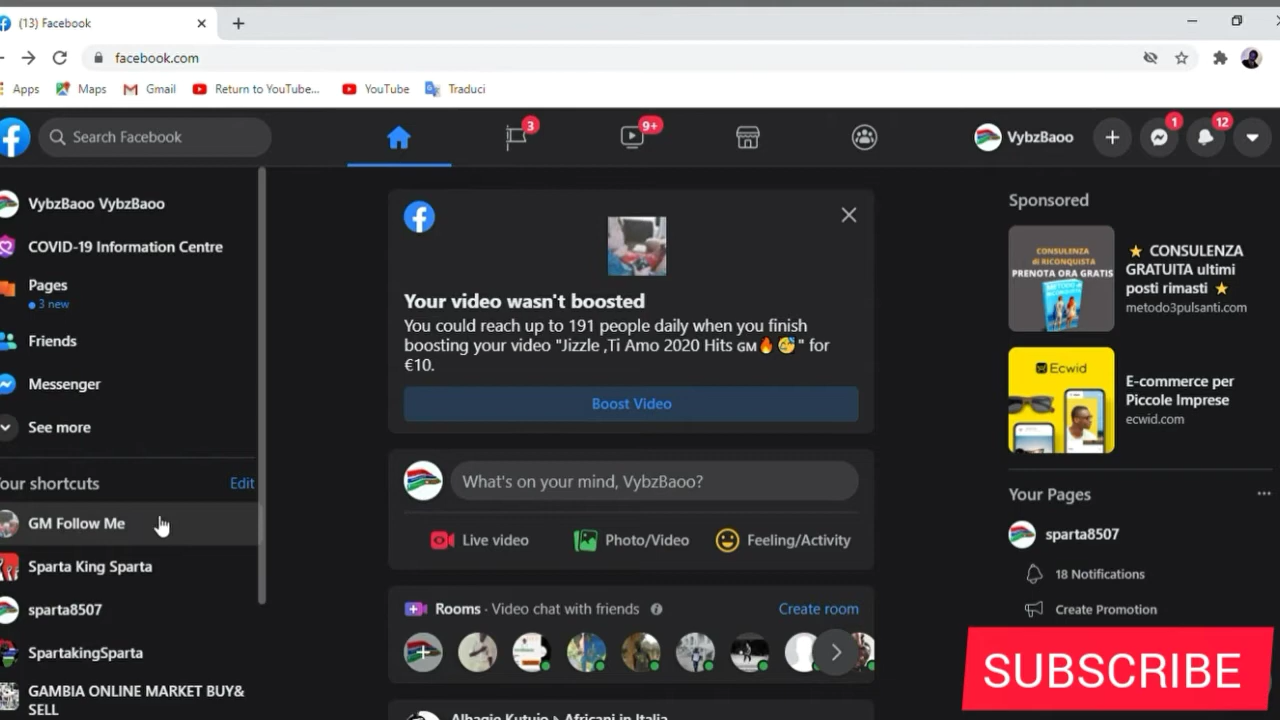 (13) Facebook
facebook.com
Apps
Maps
Gmail
Return to YouTube...
YouTube
Traduci
Search Facebook
3
9+
VybzBaoo
1
12
VybzBaoo VybzBaoo
COVID-19 Information Centre
Pages
3 new
Friends
Messenger
See more
our shortcuts
Edit
GM Follow Me
Sparta King Sparta
sparta8507
SpartakingSparta
GAMBIA ONLINE MARKET BUY&
SELL
Your video wasn't boosted
You could reach up to 191 people daily when you finish
boosting your video "Jizzle ,Ti Amo 2020 Hits GM🔥😴" for
€10.
Boost Video
What's on your mind, VybzBaoo?
Live video
Photo/Video
Feeling/Activity
Rooms · Video chat with friends
Create room
Africani in Italia
Sponsored
CONSULENZA
di RICONQUISTA
PRENOTA ORA GRATIS
⭐ CONSULENZA
GRATUITA ultimi
posti rimasti ⭐
metodo3pulsanti.com
Ecwid
E-commerce per
Piccole Imprese
ecwid.com
Your Pages
sparta8507
18 Notifications
Create Promotion
SUBSCRIBE